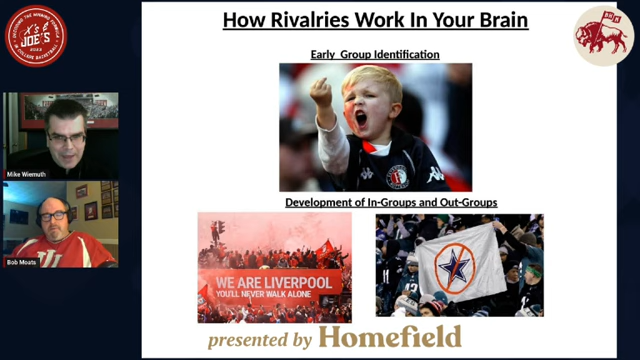 How Rivalries Work In Your Brain
Early Group Identification
Development of In-Groups and Out-Groups
WE ARE LIVERPOOL
YOU'LL NEVER WALK ALONE
presented by Homefield
X's & JOE'S
Mike Wiemuth
Bob Moats